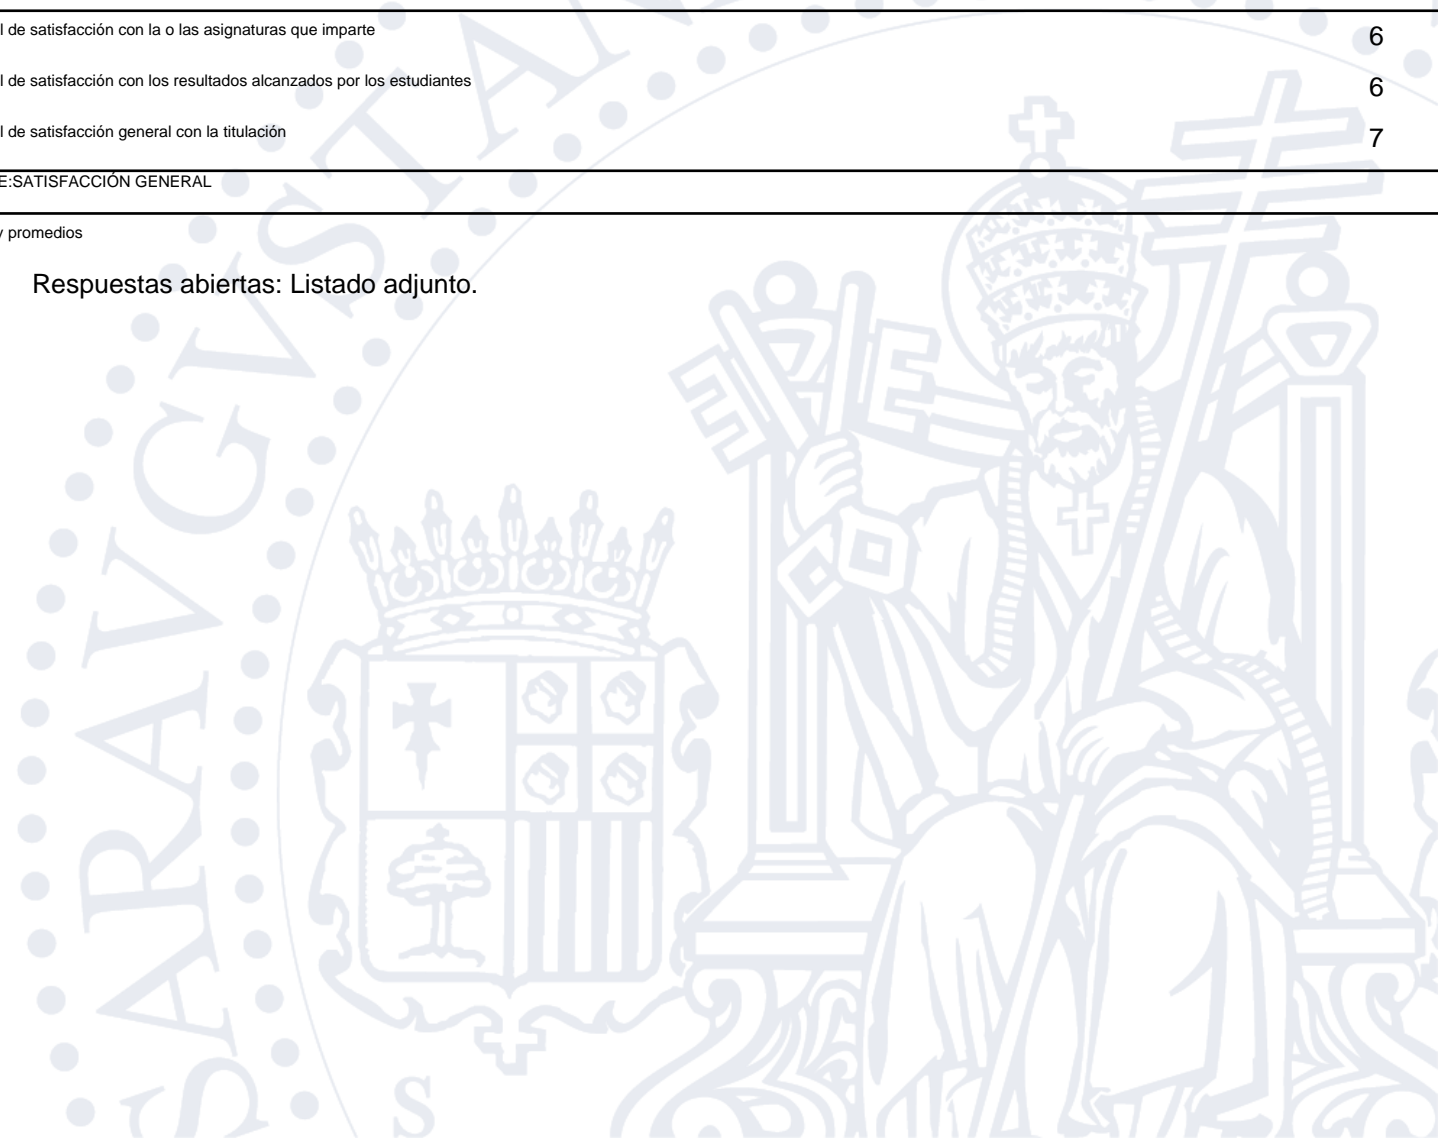 l de satisfacción con la o las asignaturas que imparte 6
l de satisfacción con los resultados alcanzados por los estudiantes 6
l de satisfacción general con la titulación 7
E:SATISFACCIÓN GENERAL
y promedios
Respuestas abiertas: Listado adjunto.
SARAVGVSTAN
S